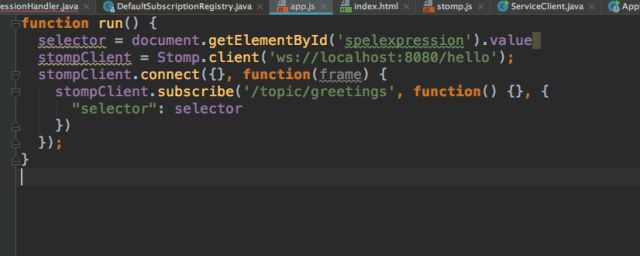 essionHandler.java DefaultSubscriptionRegistry.java app.js index.html stomp.js ServiceClient.java
function run() {
selector = document.getElementById('spelexpression').value
stompClient = Stomp.client('ws://localhost:8080/hello');
stompClient.connect({}, function(frame) {
stompClient.subscribe('/topic/greetings', function() {}, {
"selector": selector
})
});
}